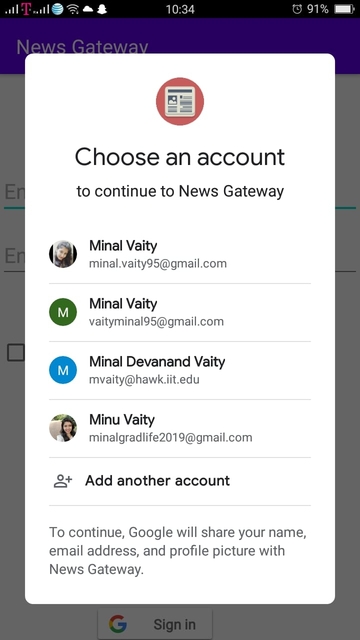 10:34
91%
News Gateway
Choose an account
to continue to News Gateway
En
Minal Vaity
minal.vaity95@gmail.com
En
M
Minal Vaity
vaityminal95@gmail.com
M
Minal Devanand Vaity
mvaity@hawk.iit.edu
Minu Vaity
minalgradlife2019@gmail.com
Add another account
To continue, Google will share your name,
email address, and profile picture with
News Gateway.
G Sign in